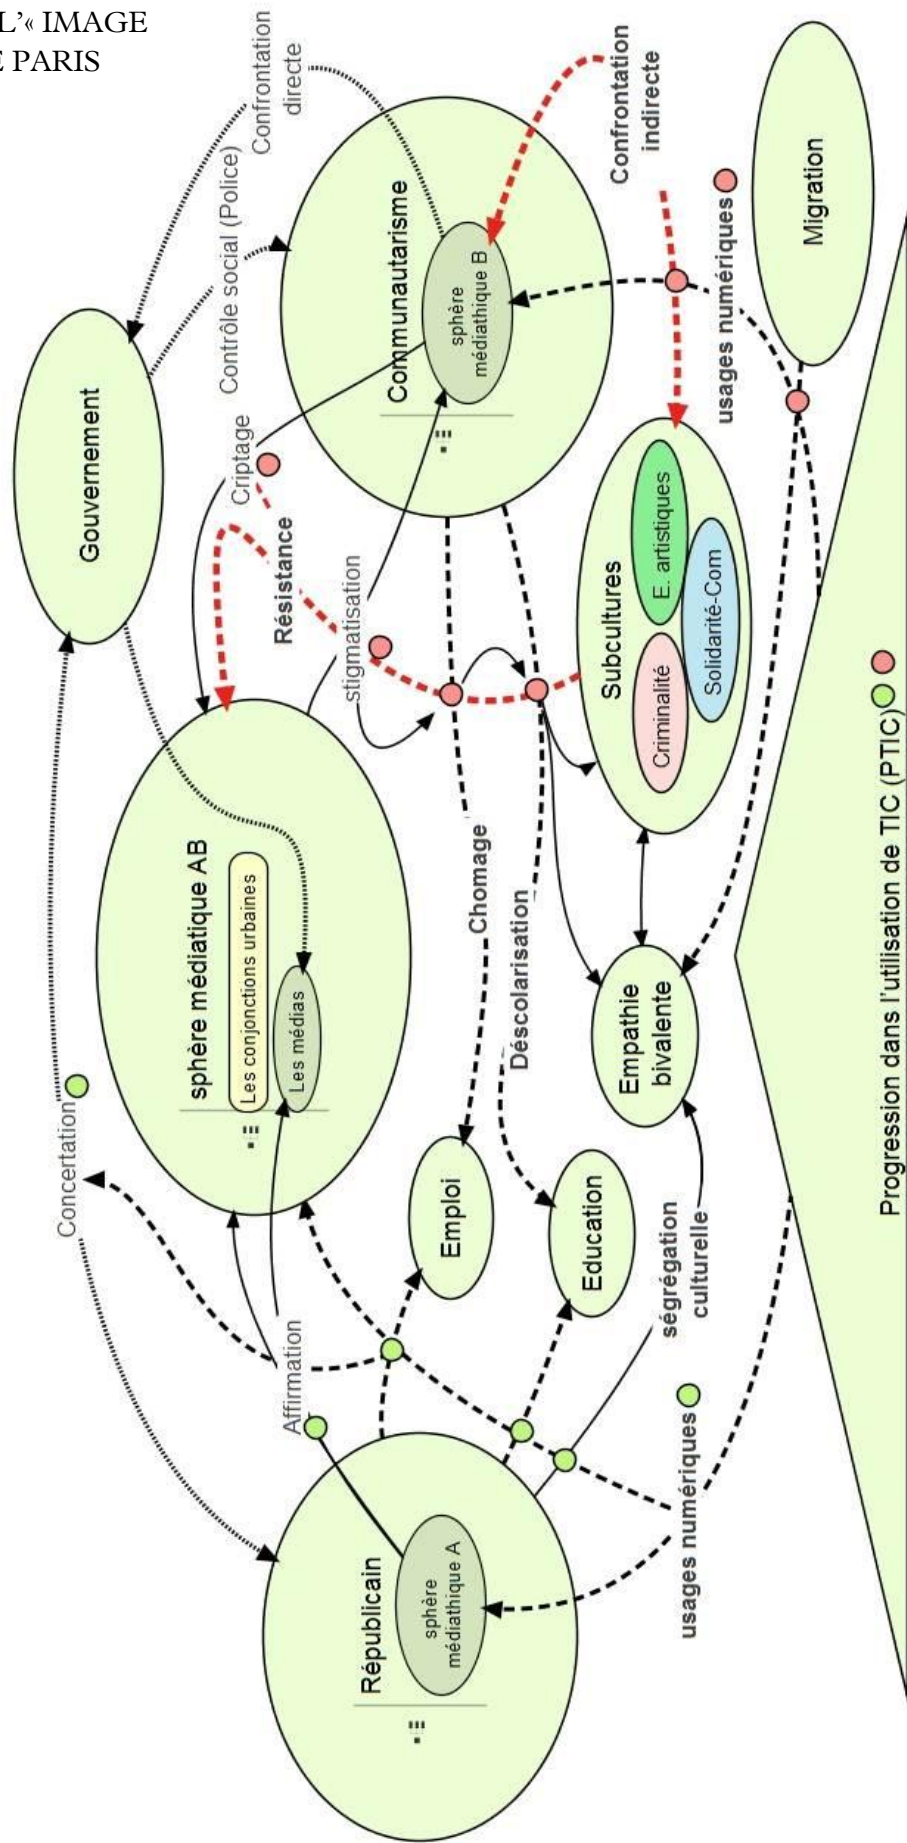 L'« IMAGE
E PARIS
Gouvernement
Concertation
Confrontation
directe
Contrôle social (Police)
Criptage
Résistance
stigmatisation
sphère médiatique AB
Les conjonctions urbaines
Les médias
Affirmation
Républicain
sphère
médiathique A
Communautarisme
sphère
médiathique B
Confrontation
indirecte
usages numériques
Migration
Subcultures
Criminalité
E. artistiques
Solidarité-Com
Chomage
Déscolarisation
Emploi
Education
Empathie
bivalente
ségrégation
culturelle
usages numériques
Progression dans l'utilisation de TIC (PTIC)